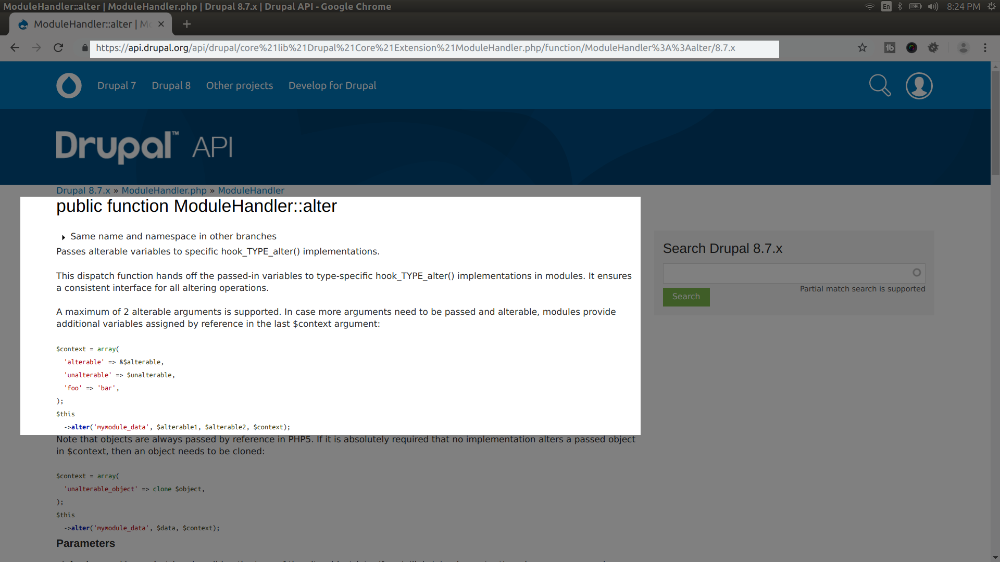 ModuleHandler::alter | ModuleHandler.php | Drupal 8.7.x | Drupal API - Google Chrome
En
8:24 PM
ModuleHandler::alter | Mo
https://api.drupal.org/api/drupal/core%21lib%21Drupal%21Core%21Extension%21ModuleHandler.php/function/ModuleHandler%3A%3Aalter/8.7.x
Drupal 7
Drupal 8
Other projects
Develop for Drupal
Drupal™ API
Drupal 8.7.x » ModuleHandler.php » ModuleHandler
public function ModuleHandler::alter
Same name and namespace in other branches
Passes alterable variables to specific hook_TYPE_alter() implementations.
This dispatch function hands off the passed-in variables to type-specific hook_TYPE_alter() implementations in modules. It ensures
a consistent interface for all altering operations.
A maximum of 2 alterable arguments is supported. In case more arguments need to be passed and alterable, modules provide
additional variables assigned by reference in the last $context argument:
$context = array(
'alterable' => &$alterable,
'unalterable' => $unalterable,
'foo' => 'bar',
);
$this
->alter('mymodule_data', $alterable1, $alterable2, $context);
Note that objects are always passed by reference in PHP5. If it is absolutely required that no implementation alters a passed object
in $context, then an object needs to be cloned:
$context = array(
'unalterable_object' => clone $object,
);
$this
->alter('mymodule_data', $data, $context);
Parameters
Search Drupal 8.7.x
Partial match search is supported
Search